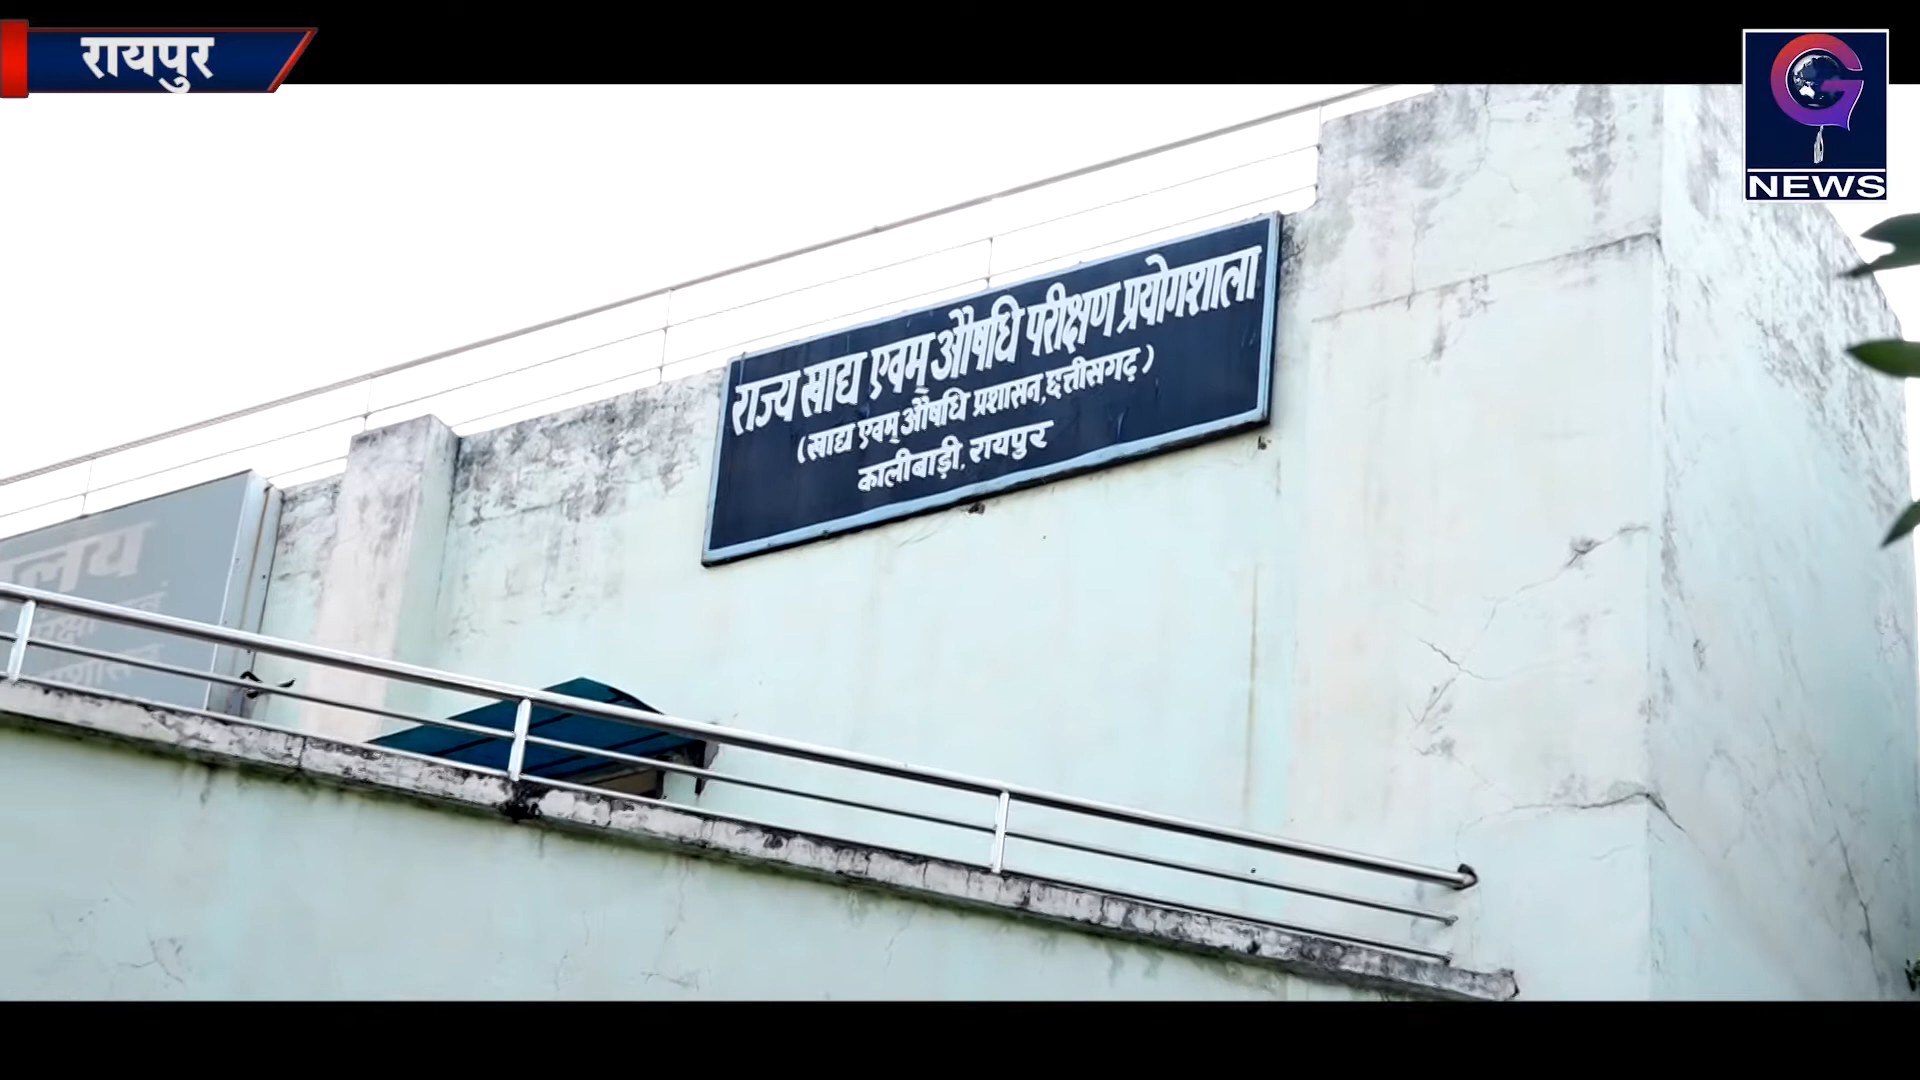 रायपुर
NEWS
राज्य खाद्य एवम् औषधि परीक्षण प्रयोगशाला
(खाद्य एवम् औषधि प्रशासन, छत्तीसगढ़)
कालीबाड़ी, रायपुर